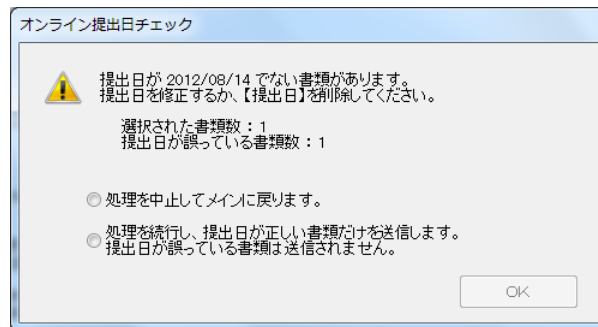 オンライン提出日チェック
提出日が 2012/08/14 でない書類があります。
提出日を修正するか、【提出日】を削除してください。
選択された書類数：1
提出日が誤っている書類数：1
処理を中止してメインに戻ります。
処理を続行し、提出日が正しい書類だけを送信します。
提出日が誤っている書類は送信されません。
OK